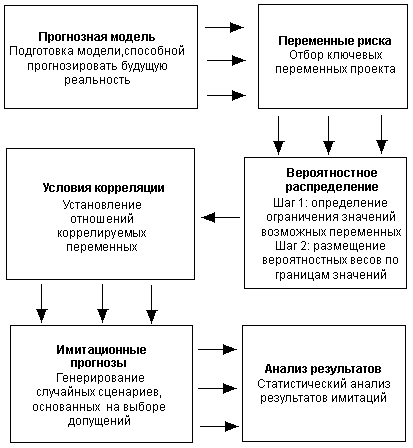 Прогнозная модель
Подготовка модели,способной
прогнозировать будущую
реальность
Переменные риска
Отбор ключевых
переменных проекта
Вероятностное
распределение
Шаг 1: определение
ограничения значений
возможных переменных
Шаг 2: размещение
вероятностных весов по
границам значений
Условия корреляции
Установление
отношений
коррелируемых
переменных
Имитационные
прогнозы
Генерирование
случайных сценариев,
основанных на выборе
допущений
Анализ результатов
Статистический анализ
результатов имитаций